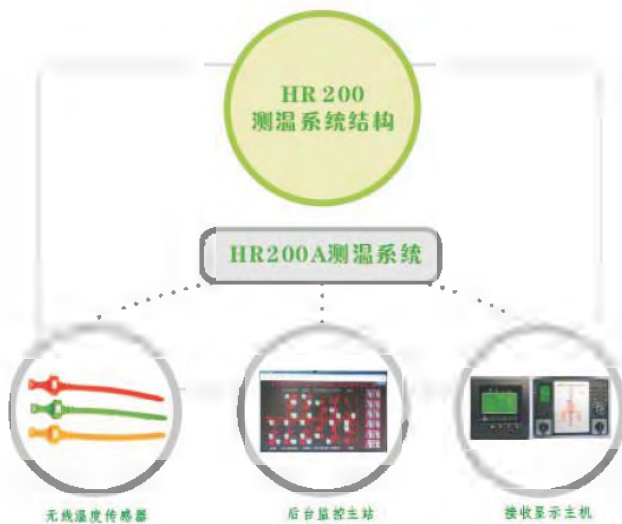 HR 200
测温系统结构
HR200A测温系统
无线温度传感器
后台监控主站
接收显示主机